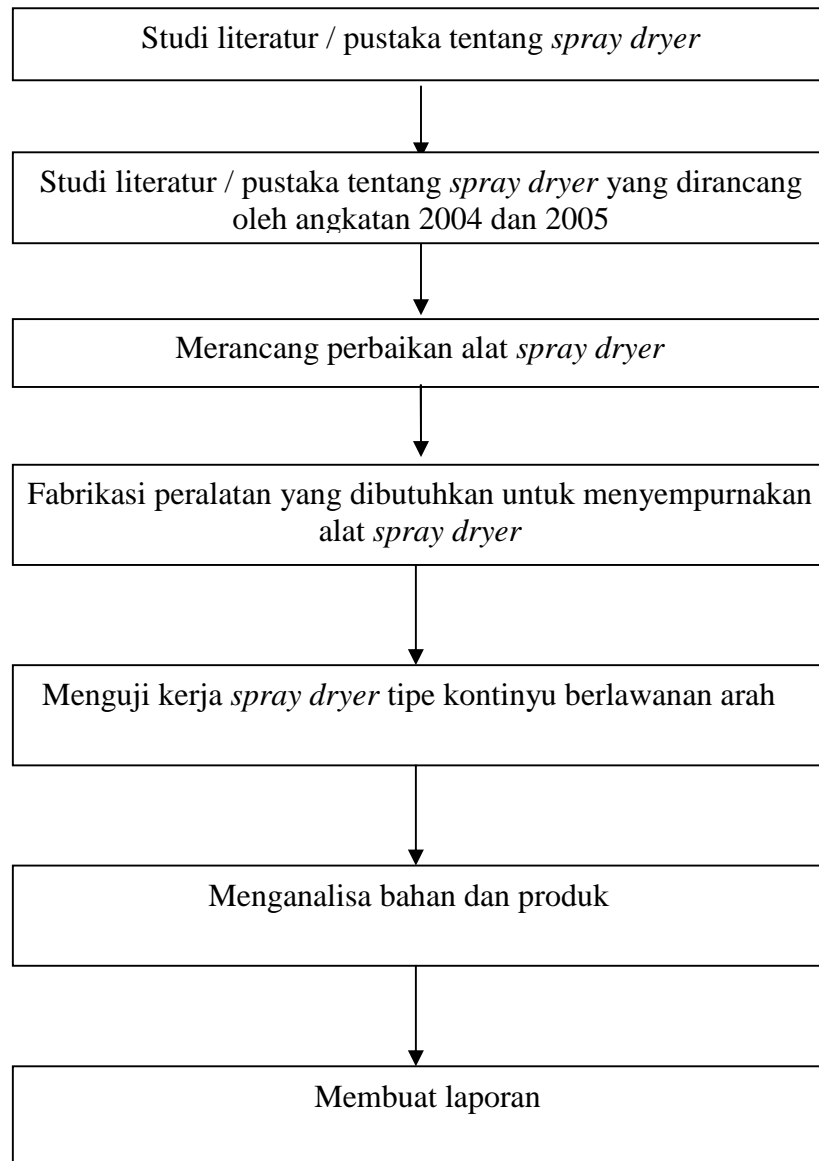 Studi literatur / pustaka tentang spray dryer
Studi literatur / pustaka tentang spray dryer yang dirancang
oleh angkatan 2004 dan 2005
Merancang perbaikan alat spray dryer
Fabrikasi peralatan yang dibutuhkan untuk menyempurnakan
alat spray dryer
Menguji kerja spray dryer tipe kontinyu berlawanan arah
Menganalisa bahan dan produk
Membuat laporan